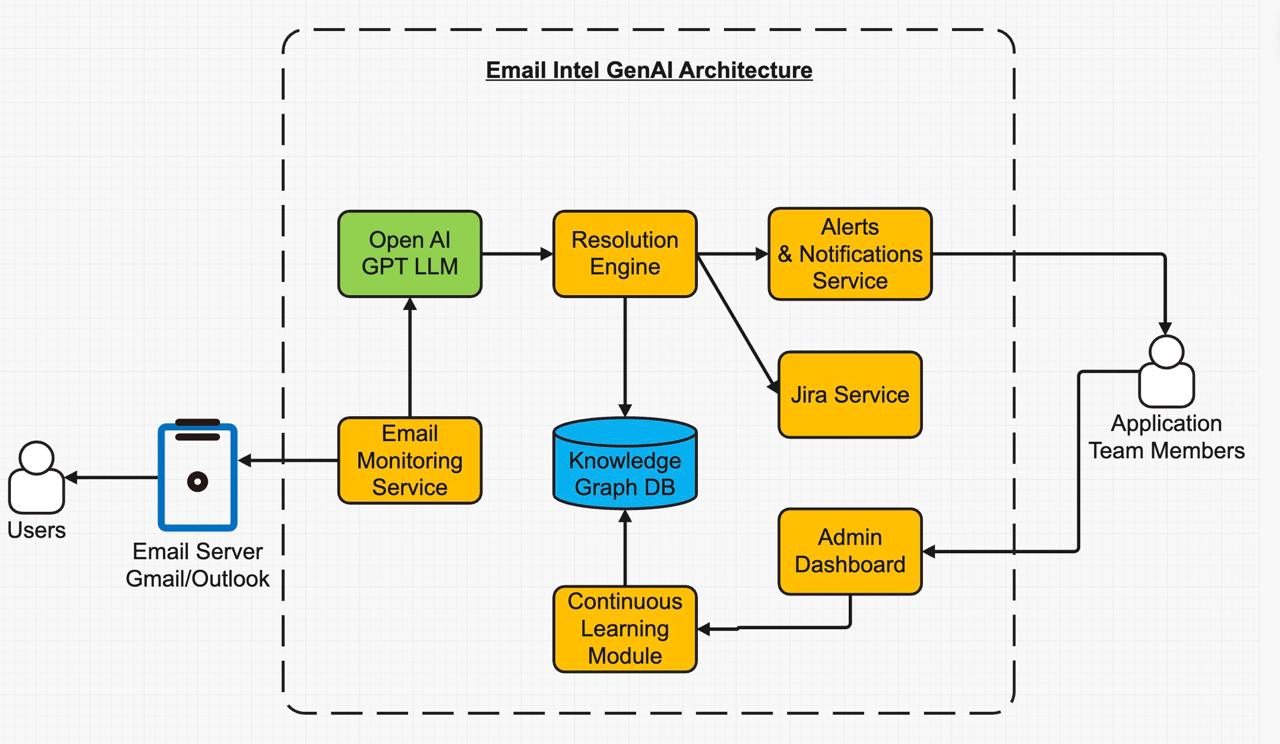 Email Intel GenAI Architecture
Open AI
GPT LLM
Resolution
Engine
Alerts
& Notifications
Service
Jira Service
Application
Team Members
Email
Monitoring
Service
Knowledge
Graph DB
Users
Email Server
Gmail/Outlook
Admin
Dashboard
Continuous
Learning
Module